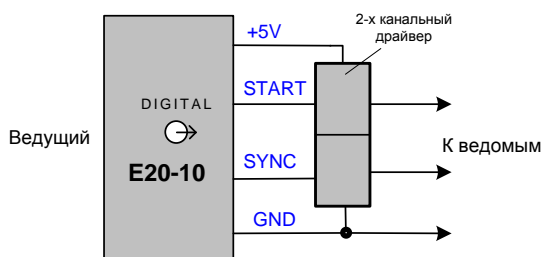 2-х канальный
драйвер
+5V
START
DIGITAL
Ведущий
E20-10
К ведомым
SYNC
GND